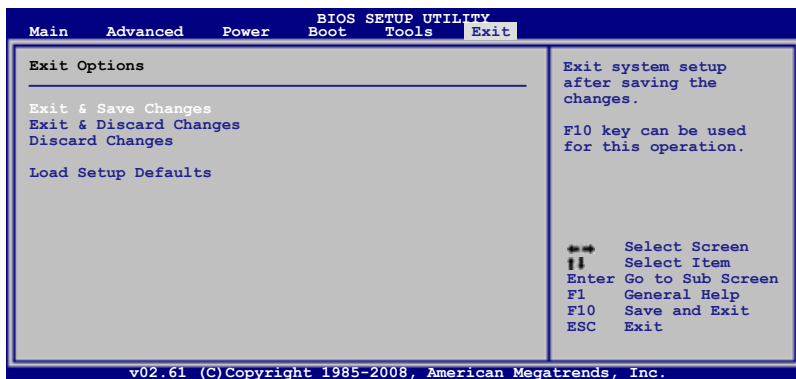 BIOS SETUP UTILITY
Main Advanced Power Boot Tools Exit
Exit Options
Exit & Save Changes
Exit & Discard Changes
Discard Changes
Load Setup Defaults
Exit system setup
after saving the
changes.
F10 key can be used
for this operation.
Select Screen
Select Item
Enter Go to Sub Screen
F1 General Help
F10 Save and Exit
ESC Exit
v02.61 (C)Copyright 1985-2008, American Megatrends, Inc.